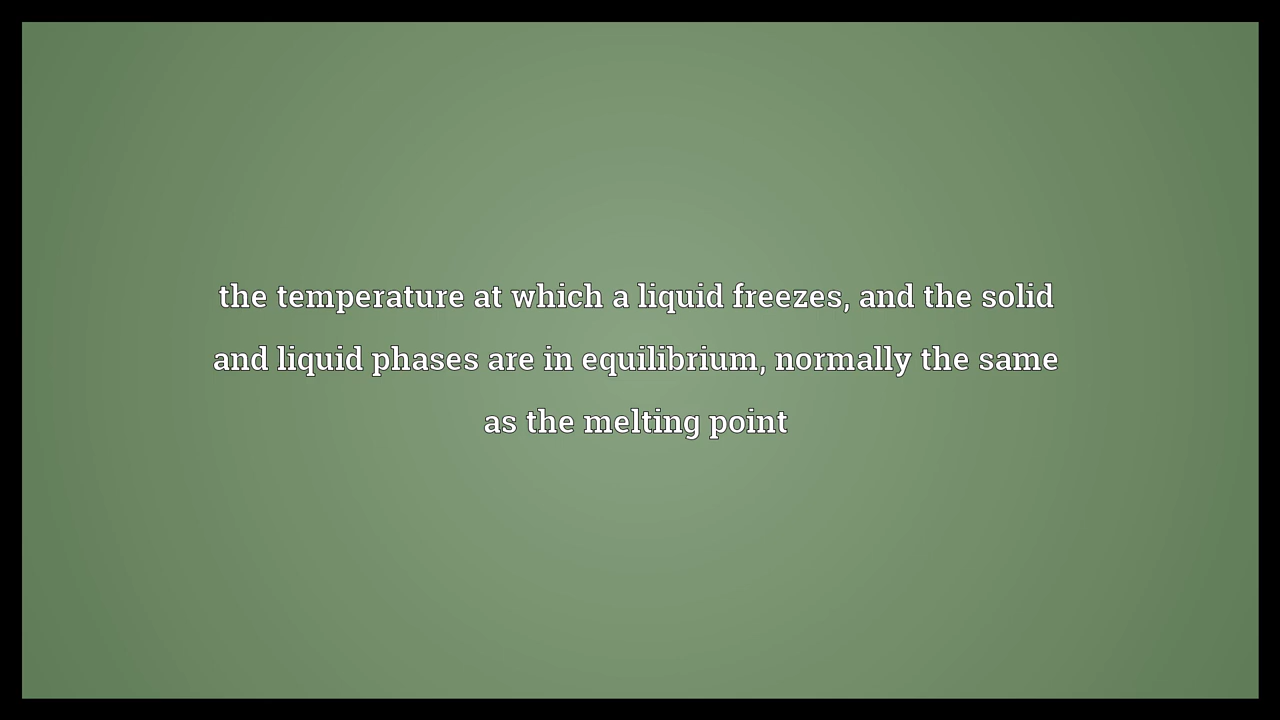 the temperature at which a liquid freezes, and the solid
and liquid phases are in equilibrium, normally the same
as the melting point